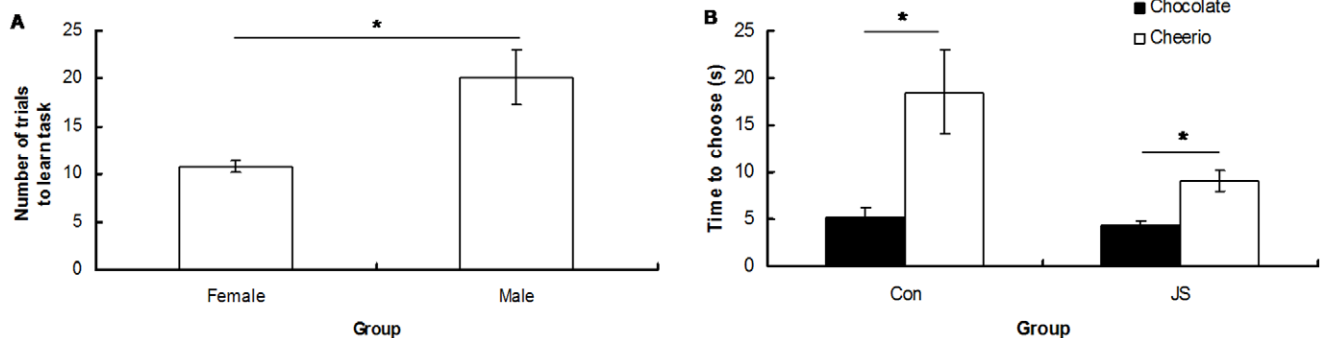 A
*
Number of trials
to learn task
25
20
15
10
5
0
Female
Male
Group
B
Chocolate
Cheerio
*
*
Time to choose (s)
25
20
15
10
5
0
Con
JS
Group